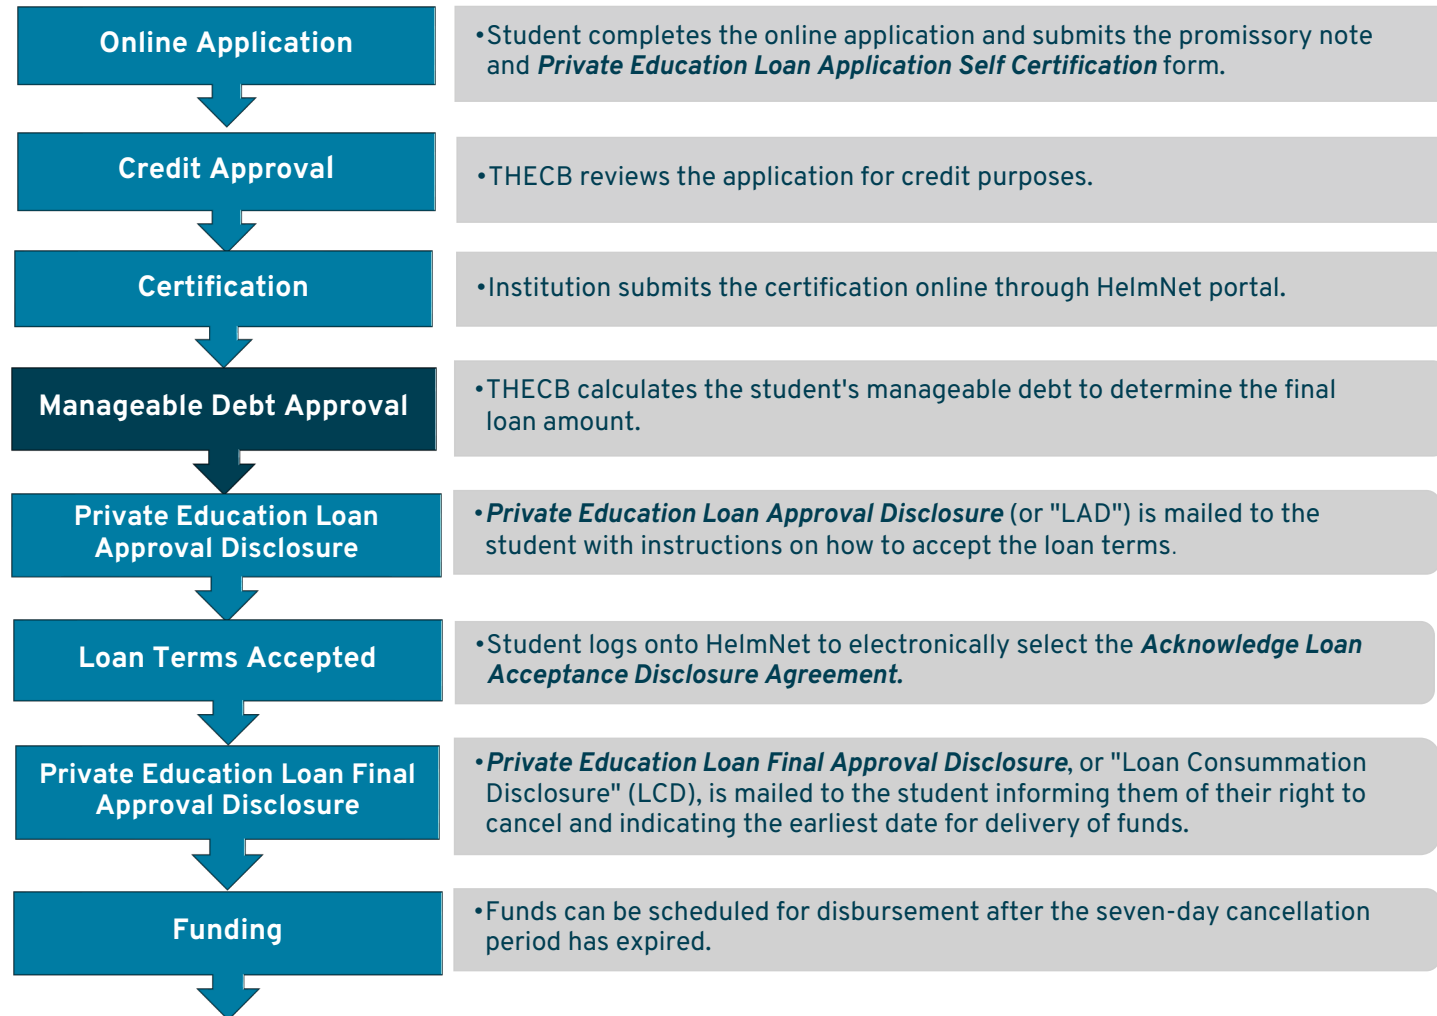 Online Application
•Student completes the online application and submits the promissory note
and Private Education Loan Application Self Certification form.
Credit Approval
•THECB reviews the application for credit purposes.
Certification
•Institution submits the certification online through HelmNet portal.
Manageable Debt Approval
•THECB calculates the student's manageable debt to determine the final
loan amount.
Private Education Loan
Approval Disclosure
•Private Education Loan Approval Disclosure (or "LAD") is mailed to the
student with instructions on how to accept the loan terms.
Loan Terms Accepted
•Student logs onto HelmNet to electronically select the Acknowledge Loan
Acceptance Disclosure Agreement.
Private Education Loan Final
Approval Disclosure
•Private Education Loan Final Approval Disclosure, or "Loan Consummation
Disclosure" (LCD), is mailed to the student informing them of their right to
cancel and indicating the earliest date for delivery of funds.
Funding
•Funds can be scheduled for disbursement after the seven-day cancellation
period has expired.